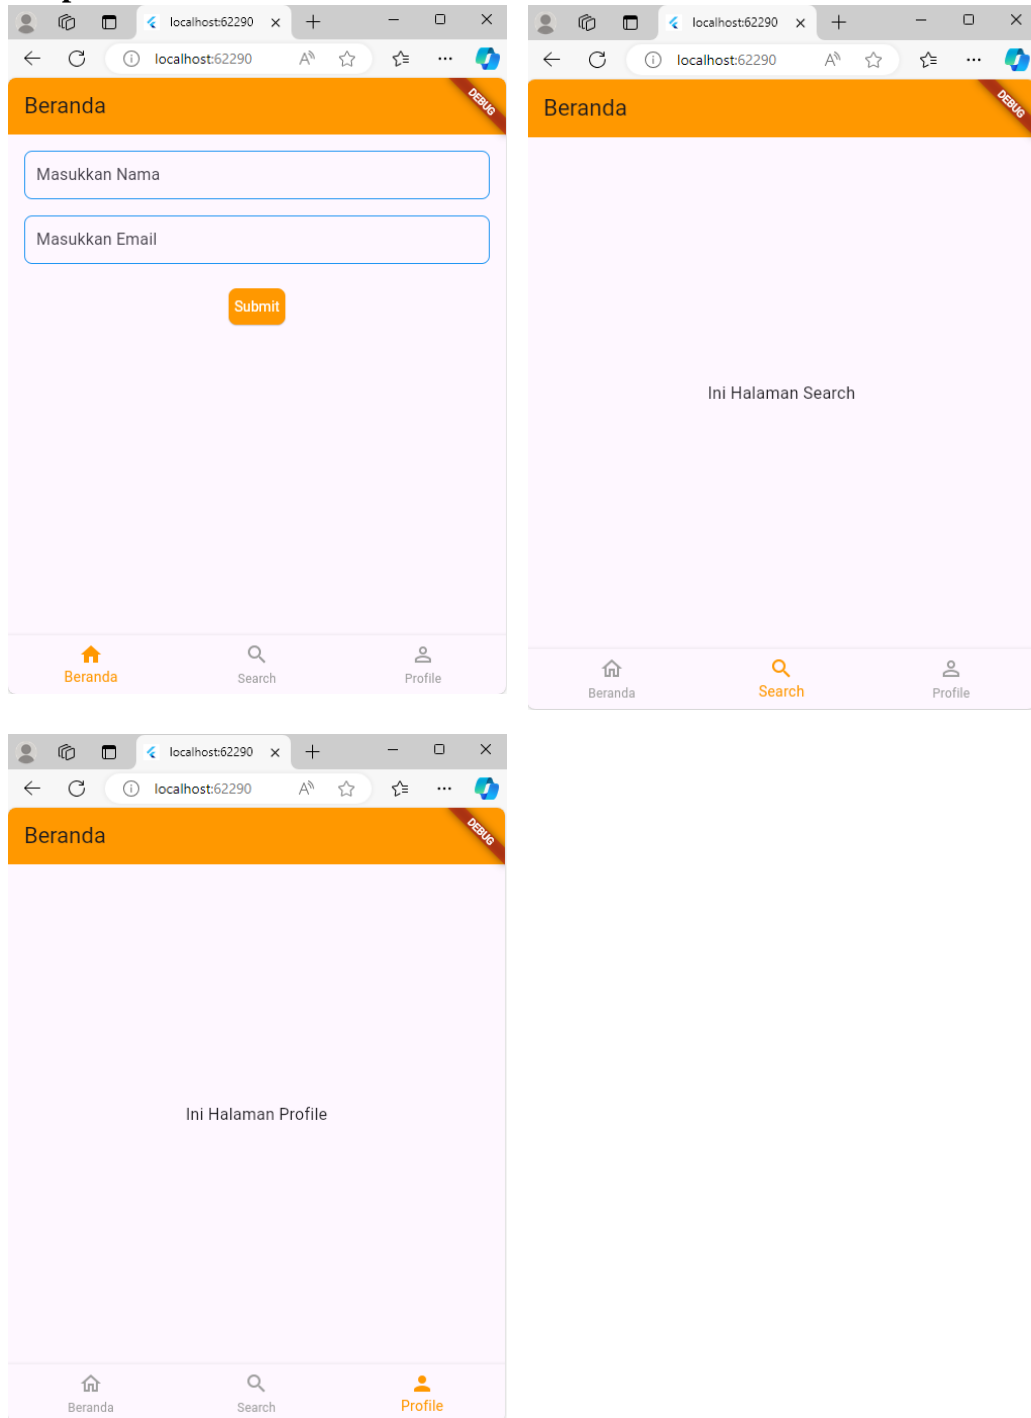 localhost:62290
localhost:62290
Beranda
DEBUG
Masukkan Nama
Masukkan Email
Submit
Beranda
Search
Profile
localhost:62290
localhost:62290
Beranda
DEBUG
Ini Halaman Search
Beranda
Search
Profile
localhost:62290
localhost:62290
Beranda
DEBUG
Ini Halaman Profile
Beranda
Search
Profile